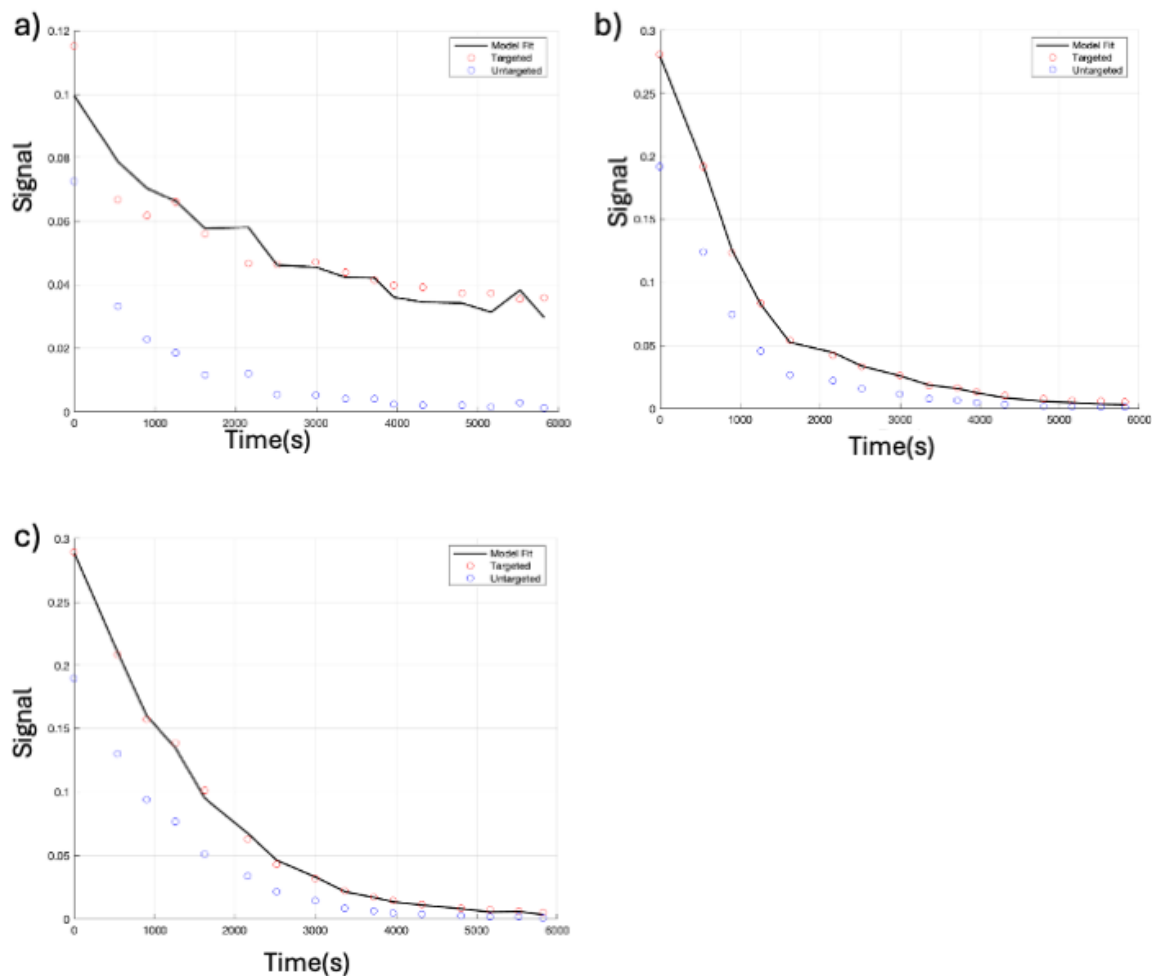 a)
0.12
0.1
0.08
0.06
0.04
0.02
0
Signal
Model Fit
Targeted
Untargeted
0 1000 2000 3000 4000 5000 6000
Time(s)
b)
0.3
0.25
0.2
0.15
0.1
0.05
0
Signal
Model Fit
Targeted
Untargeted
0 1000 2000 3000 4000 5000 6000
Time(s)
c)
0.3
0.25
0.2
0.15
0.1
0.05
0
Signal
Model Fit
Targeted
Untargeted
0 1000 2000 3000 4000 5000 6000
Time(s)